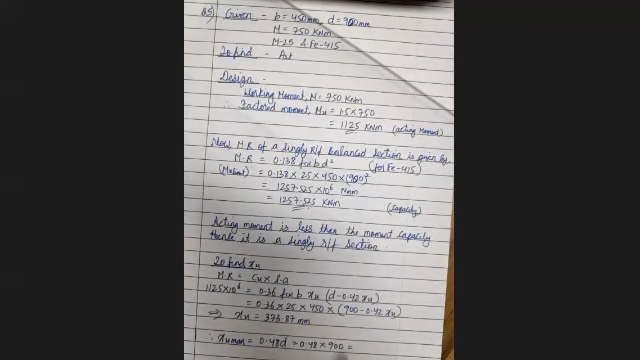 Q5) Given - b = 450mm, d = 900mm
M = 750 KNm
M-25 & Fe-415
To find - Ast
Design -
Working Moment, M = 750 KNm
∴ Factored moment, Mu = 1.5 × 750
= 1125 KNm (acting Moment)
Now M.R of a singly r/f balanced section is given by
M.R = 0.138 fck b d² (for Fe-415)
= 0.138 × 25 × 450 × (900)²
= 1257.525 × 10⁶ Nmm
= 1257.525 KNm (capacity)
Acting moment is less than the moment capacity
Hence it is a singly r/f section.
To find xu
M.R = Cu × l.a
1125×10⁶ = 0.36 fck b xu (d - 0.42 xu)
= 0.36 × 25 × 450 × (900 - 0.42 xu)
⇒ xu = 373.87 mm
∴ xumax = 0.48d = 0.48 × 900 =